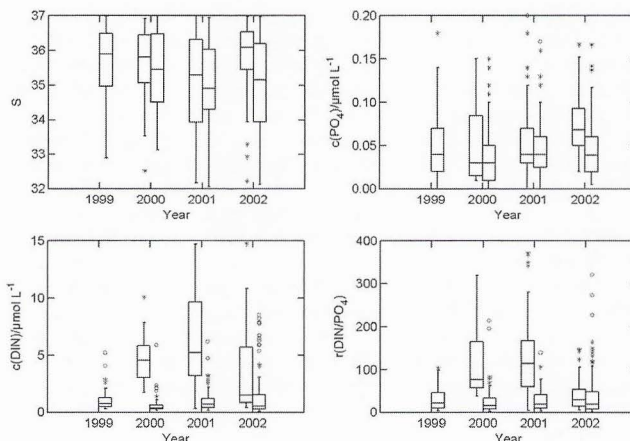 37
36
35
34
33
32
S
1999 2000 2001 2002
Year
0.20
0.15
0.10
0.05
0.00
c(PO4)/µmol L-1
1999 2000 2001 2002
Year
15
10
5
0
c(DIN)/µmol L-1
1999 2000 2001 2002
Year
400
300
200
100
0
r(DIN/PO4)
1999 2000 2001 2002
Year